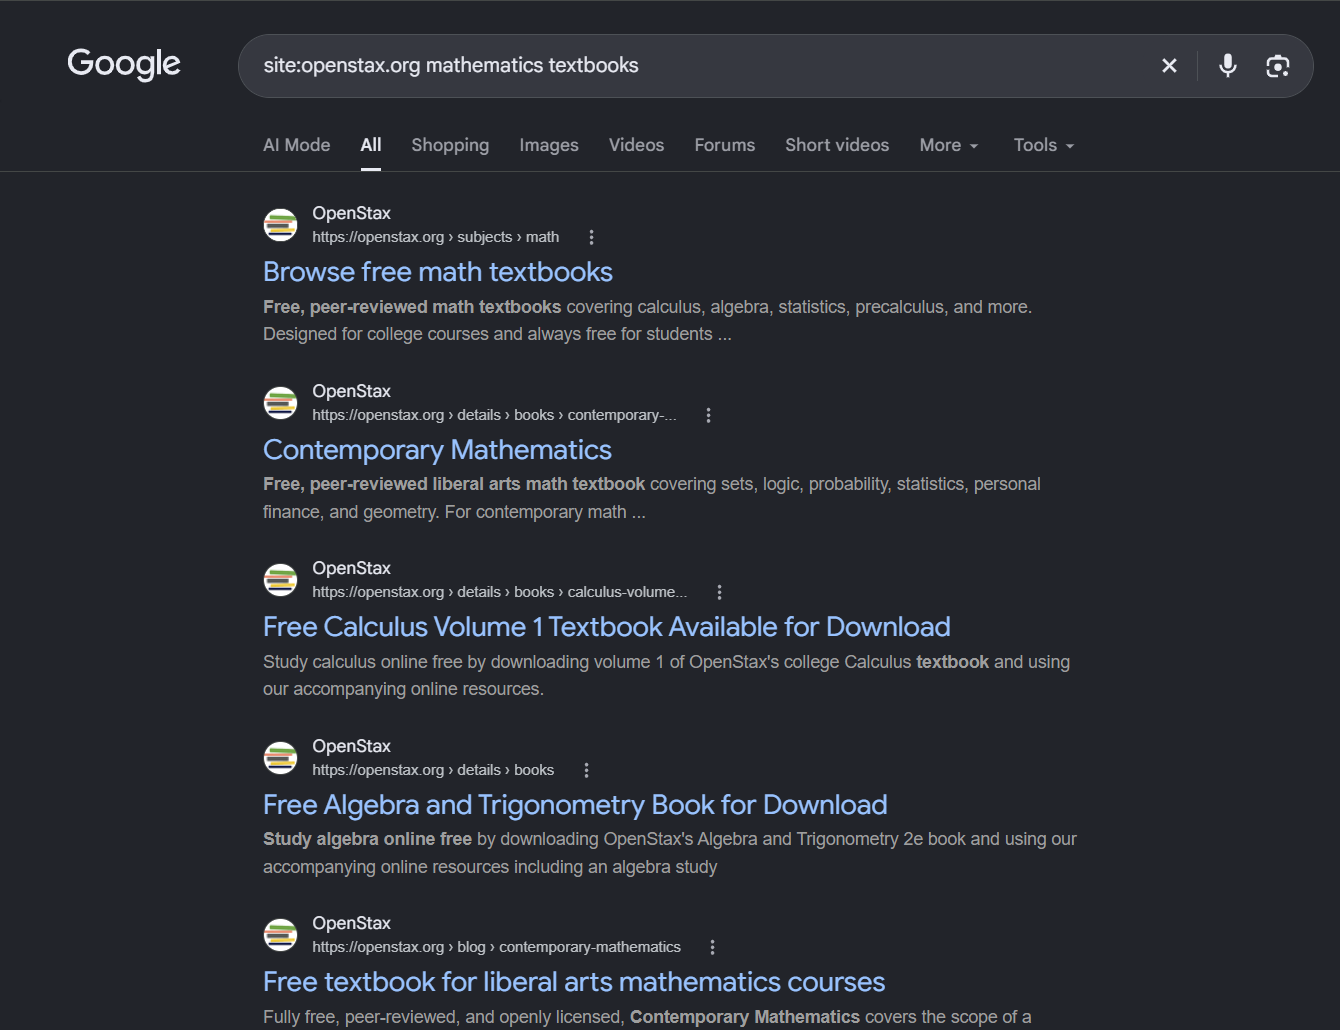 Google
site:openstax.org mathematics textbooks
AI Mode All Shopping Images Videos Forums Short videos More Tools
OpenStax
https://openstax.org › subjects › math
Browse free math textbooks
Free, peer-reviewed math textbooks covering calculus, algebra, statistics, precalculus, and more.
Designed for college courses and always free for students ...
OpenStax
https://openstax.org › details › books › contemporary-...
Contemporary Mathematics
Free, peer-reviewed liberal arts math textbook covering sets, logic, probability, statistics, personal
finance, and geometry. For contemporary math ...
OpenStax
https://openstax.org › details › books › calculus-volume...
Free Calculus Volume 1 Textbook Available for Download
Study calculus online free by downloading volume 1 of OpenStax's college Calculus textbook and using
our accompanying online resources.
OpenStax
https://openstax.org › details › books
Free Algebra and Trigonometry Book for Download
Study algebra online free by downloading OpenStax's Algebra and Trigonometry 2e book and using our
accompanying online resources including an algebra study
OpenStax
https://openstax.org › blog › contemporary-mathematics
Free textbook for liberal arts mathematics courses
Fully free, peer-reviewed, and openly licensed, Contemporary Mathematics covers the scope of a